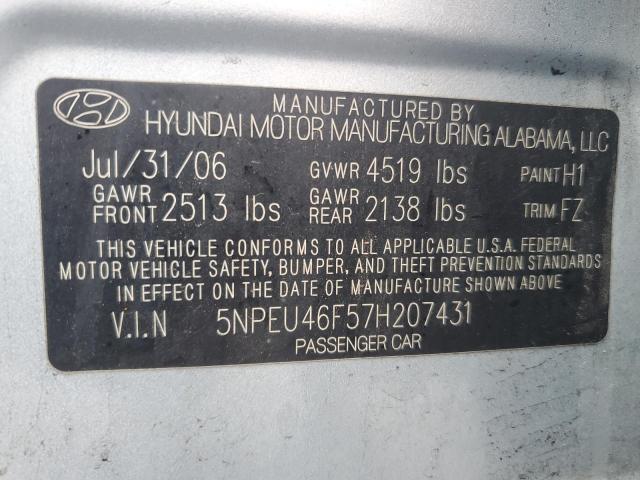 MANUFACTURED BY
HYUNDAI MOTOR MANUFACTURING ALABAMA, LLC
Jul/31/06 GVWR 4519 lbs PAINT H1
GAWR FRONT 2513 lbs GAWR REAR 2138 lbs TRIM FZ
THIS VEHICLE CONFORMS TO ALL APPLICABLE U.S.A. FEDERAL
MOTOR VEHICLE SAFETY, BUMPER, AND THEFT PREVENTION STANDARDS
IN EFFECT ON THE DATE OF MANUFACTURE SHOWN ABOVE
V.I.N 5NPEU46F57H207431
PASSENGER CAR